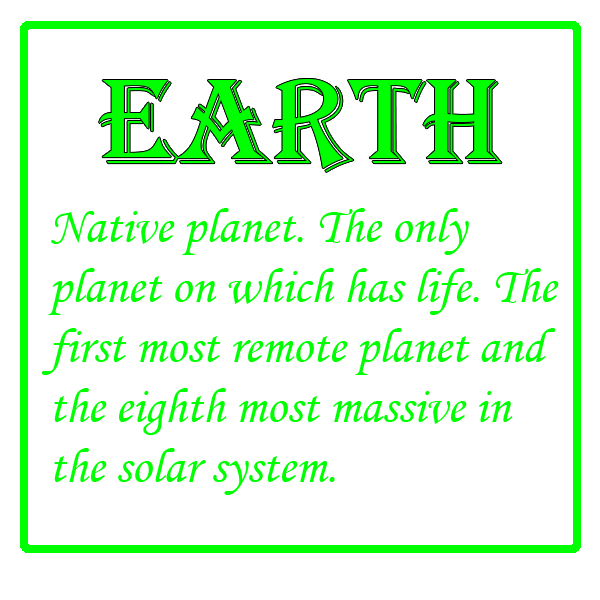 EARTH
Native planet. The only
planet on which has life. The
first most remote planet and
the eighth most massive in
the solar system.